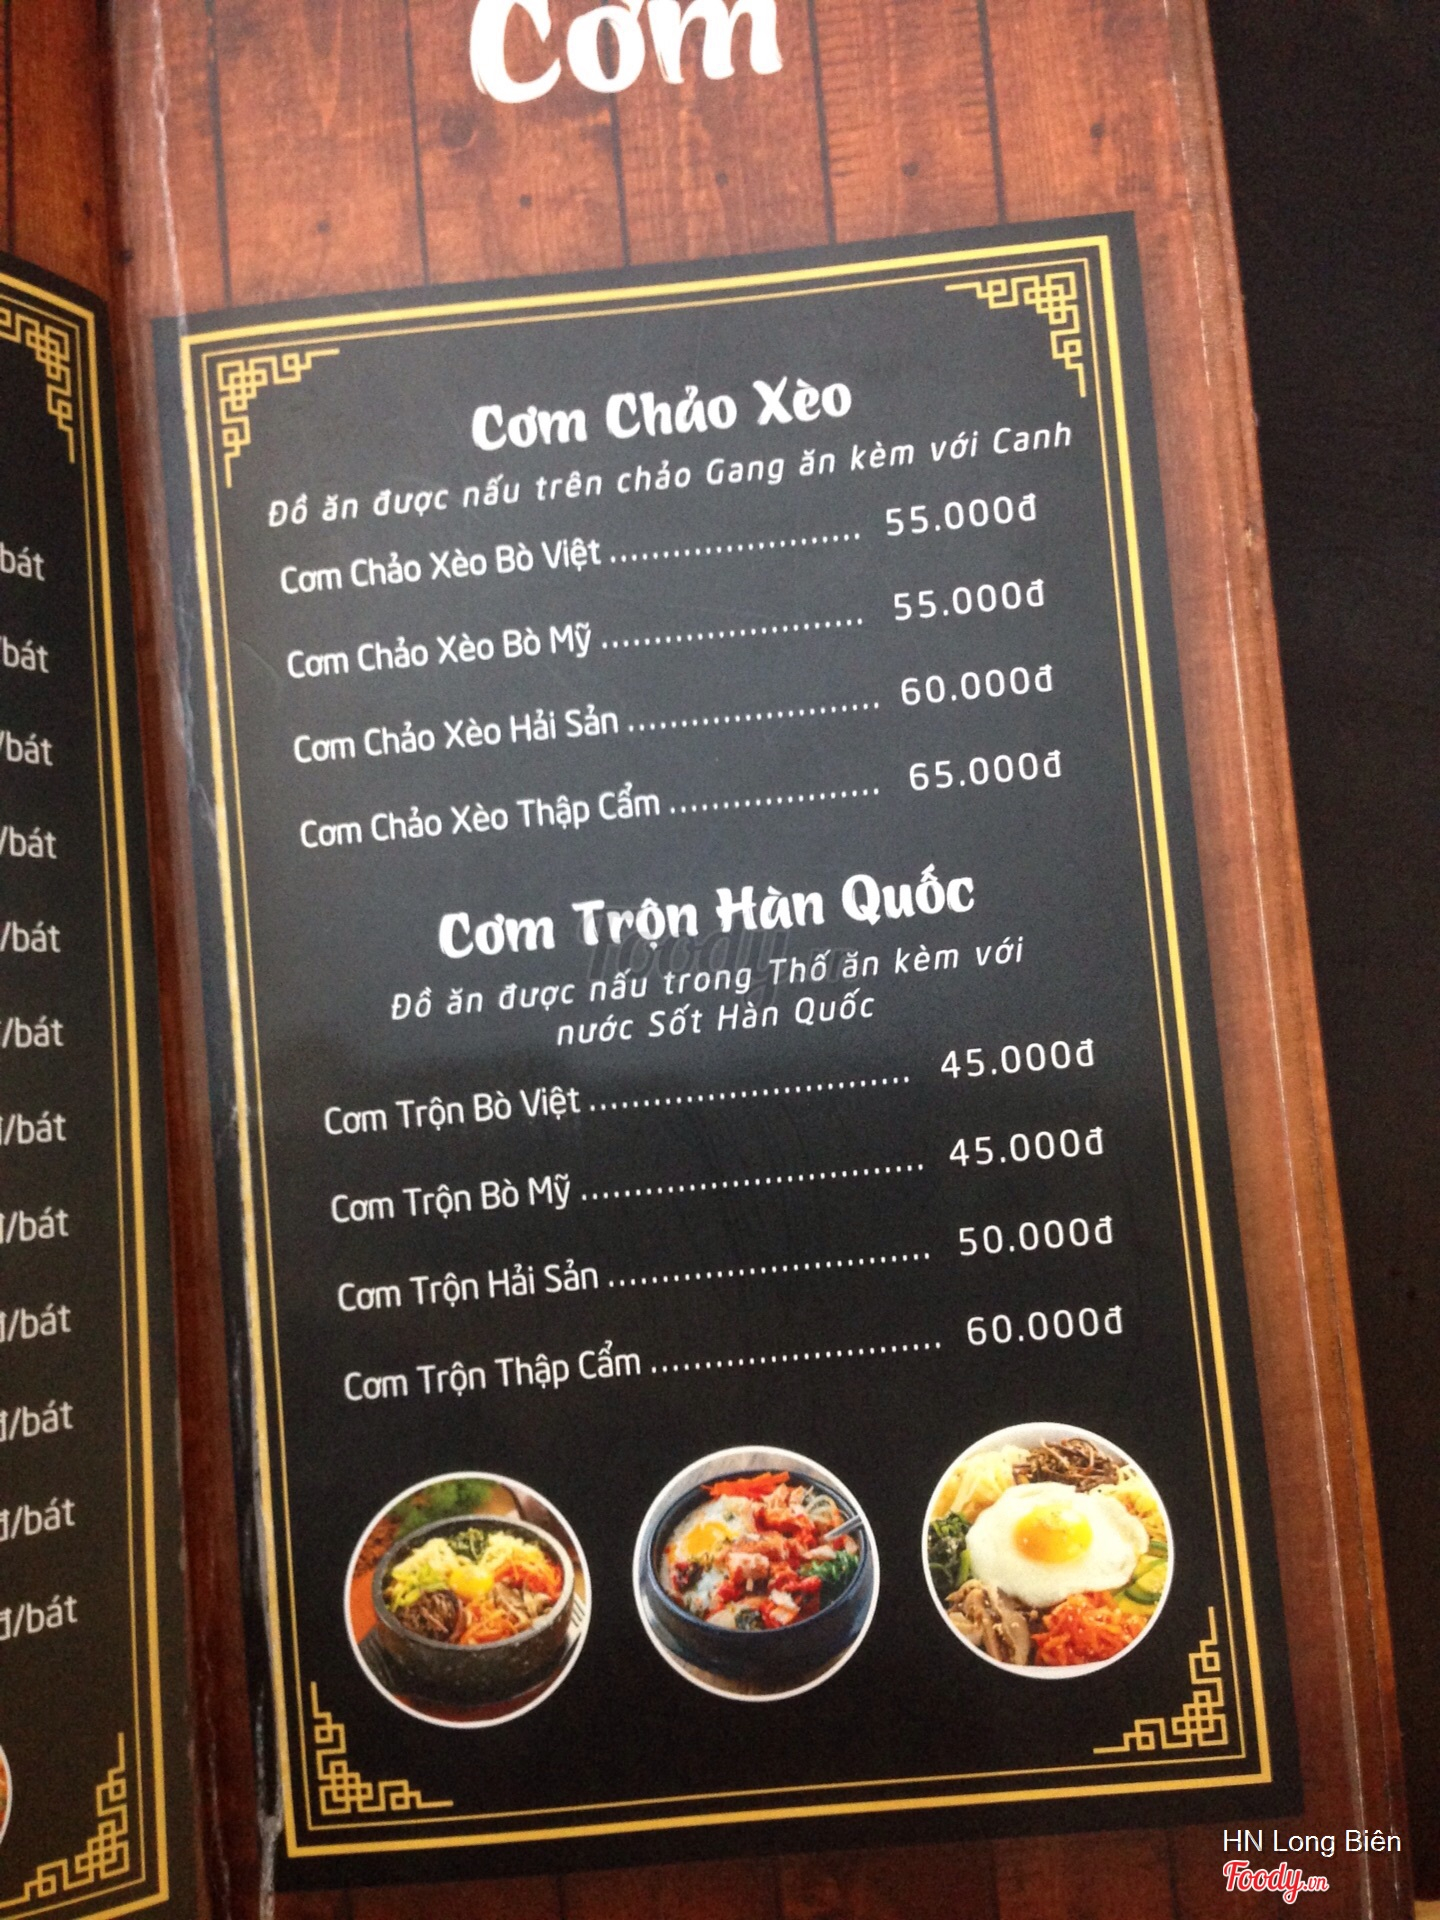 /bát
/bát
/bát
/bát
/bát
/bát
đ/bát
đ/bát
đ/bát
đ/bát
đ/bát
đ/bát
Cơm
Cơm Chảo Xèo
Đồ ăn được nấu trên chảo Gang ăn kèm với Canh
Cơm Chảo Xèo Bò Việt ........................ 55.000đ
Cơm Chảo Xèo Bò Mỹ ......................... 55.000đ
Cơm Chảo Xèo Hải Sản ........................ 60.000đ
Cơm Chảo Xèo Thập Cẩm .................... 65.000đ
Cơm Trộn Hàn Quốc
Đồ ăn được nấu trong Thố ăn kèm với
nước Sốt Hàn Quốc
Cơm Trộn Bò Việt ............................... 45.000đ
Cơm Trộn Bò Mỹ ................................. 45.000đ
Cơm Trộn Hải Sản ............................... 50.000đ
Cơm Trộn Thập Cẩm ............................ 60.000đ
Foody.vn
HN Long Biên
Foody.vn